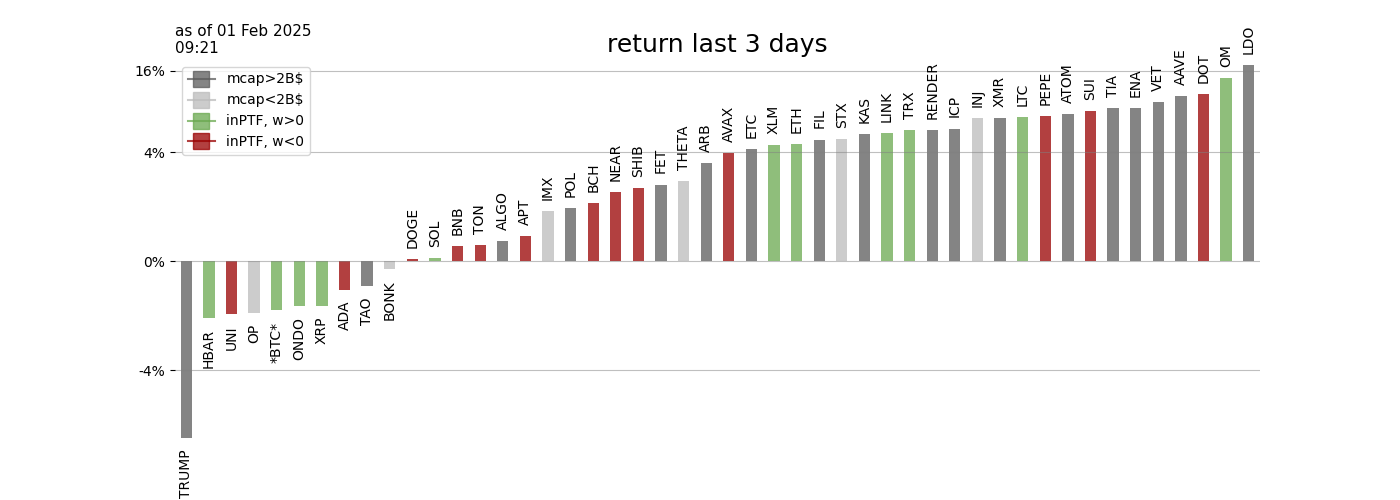 as of 01 Feb 2025
09:21
return last 3 days
mcap>2B$
mcap<2B$
inPTF, w>0
inPTF, w<0
16%
4%
0%
-4%
TRUMP
HBAR
UNI
OP
*BTC*
ONDO
XRP
ADA
TAO
BONK
DOGE
SOL
BNB
TON
ALGO
APT
IMX
POL
BCH
NEAR
SHIB
FET
THETA
ARB
AVAX
ETC
XLM
ETH
FIL
STX
KAS
LINK
TRX
RENDER
ICP
INJ
XMR
LTC
PEPE
ATOM
SUI
TIA
ENA
VET
AAVE
DOT
OM
LDO